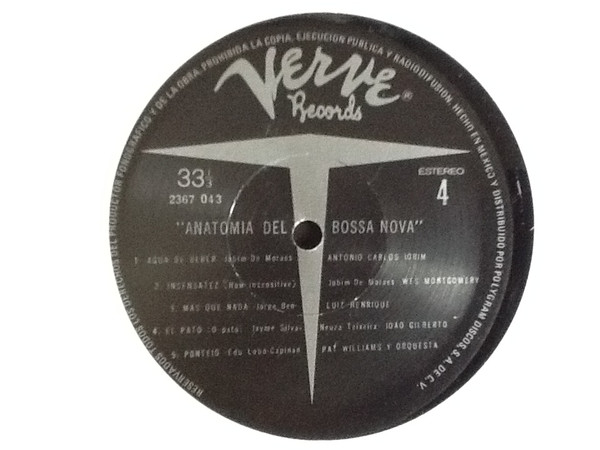 RESERVADOS TODOS LOS DERECHOS DEL PRODUCTOR FONOGRAFICO Y DE LA OBRA. PROHIBIDA LA COPIA, EJECUCION PUBLICA Y RADIODIFUSION. HECHO EN MEXICO Y DISTRIBUIDO POR POLYGRAM DISCOS, S. A. DE C. V.
Verve
Records ®
33⅓ ESTEREO
2367 043 4
"ANATOMIA DEL BOSSA NOVA"
1. AGUA DE BEBER Jobim De Moraes ANTONIO CARLOS JOBIM
2. INSENSATEZ (How insensitive) Jobim De Moraes WES MONTGOMERY
3. MAS QUE NADA Jorge Ben LUIZ HENRIQUE
4. EL PATO (O pato) Jayme Silva Neuza Teixeira JOAO GILBERTO
5. PONTEIO Edu Lobo Capinan PAT WILLIAMS Y ORQUESTA